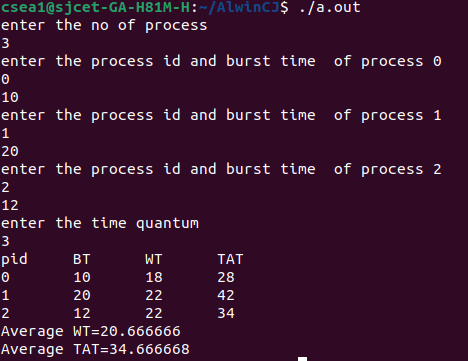 csea1@sjcet-GA-H81M-H:~/AlwinCJ$ ./a.out
enter the no of process
3
enter the process id and burst time  of process 0
0
10
enter the process id and burst time  of process 1
1
20
enter the process id and burst time  of process 2
2
12
enter the time quantum
3
pid     BT      WT      TAT
0       10      18      28
1       20      22      42
2       12      22      34
Average WT=20.666666
Average TAT=34.666668